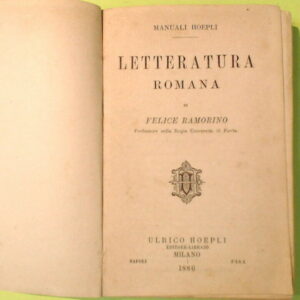 MANUALI HOEPLI
LETTERATURA
ROMANA
DI
FELICE RAMORINO
Professore nella Regia Università di Pavia.
ULRICO HOEPLI
EDITORE-LIBRAIO
MILANO
NAPOLI PISA
1886